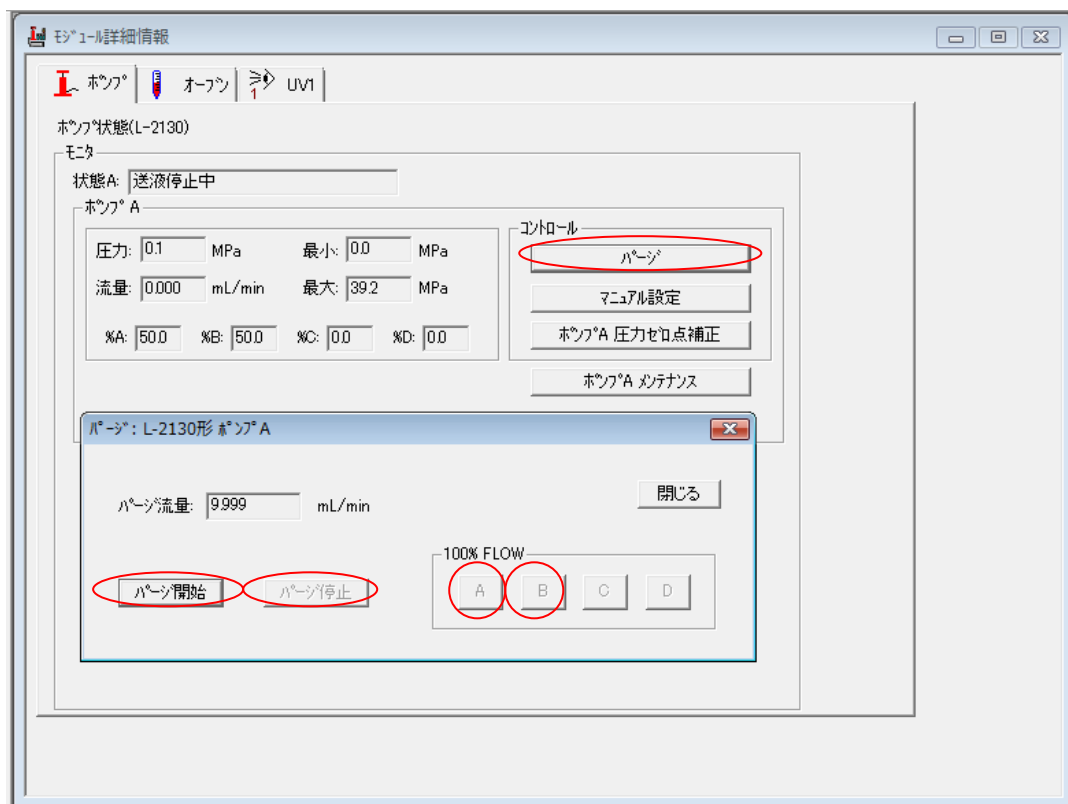 ﾓｼﾞｭｰﾙ詳細情報
ﾎﾟﾝﾌﾟ ｵｰﾌﾞﾝ 1 UV1
ﾎﾟﾝﾌﾟ状態(L-2130)
ﾓﾆﾀ
状態A: 送液停止中
ﾎﾟﾝﾌﾟ A
圧力: 0.1 MPa 最小: 0.0 MPa
流量: 0.000 mL/min 最大: 39.2 MPa
%A: 50.0 %B: 50.0 %C: 0.0 %D: 0.0
ｺﾝﾄﾛｰﾙ
ﾊﾟｰｼﾞ
ﾏﾆｭｱﾙ設定
ﾎﾟﾝﾌﾟA 圧力ｾﾞﾛ点補正
ﾎﾟﾝﾌﾟA ﾒﾝﾃﾅﾝｽ
ﾊﾟｰｼﾞ : L-2130形 ﾎﾟﾝﾌﾟ A
閉じる
ﾊﾟｰｼﾞ流量: 9.999 mL/min
100% FLOW
ﾊﾟｰｼﾞ開始 ﾊﾟｰｼﾞ停止 A B C D